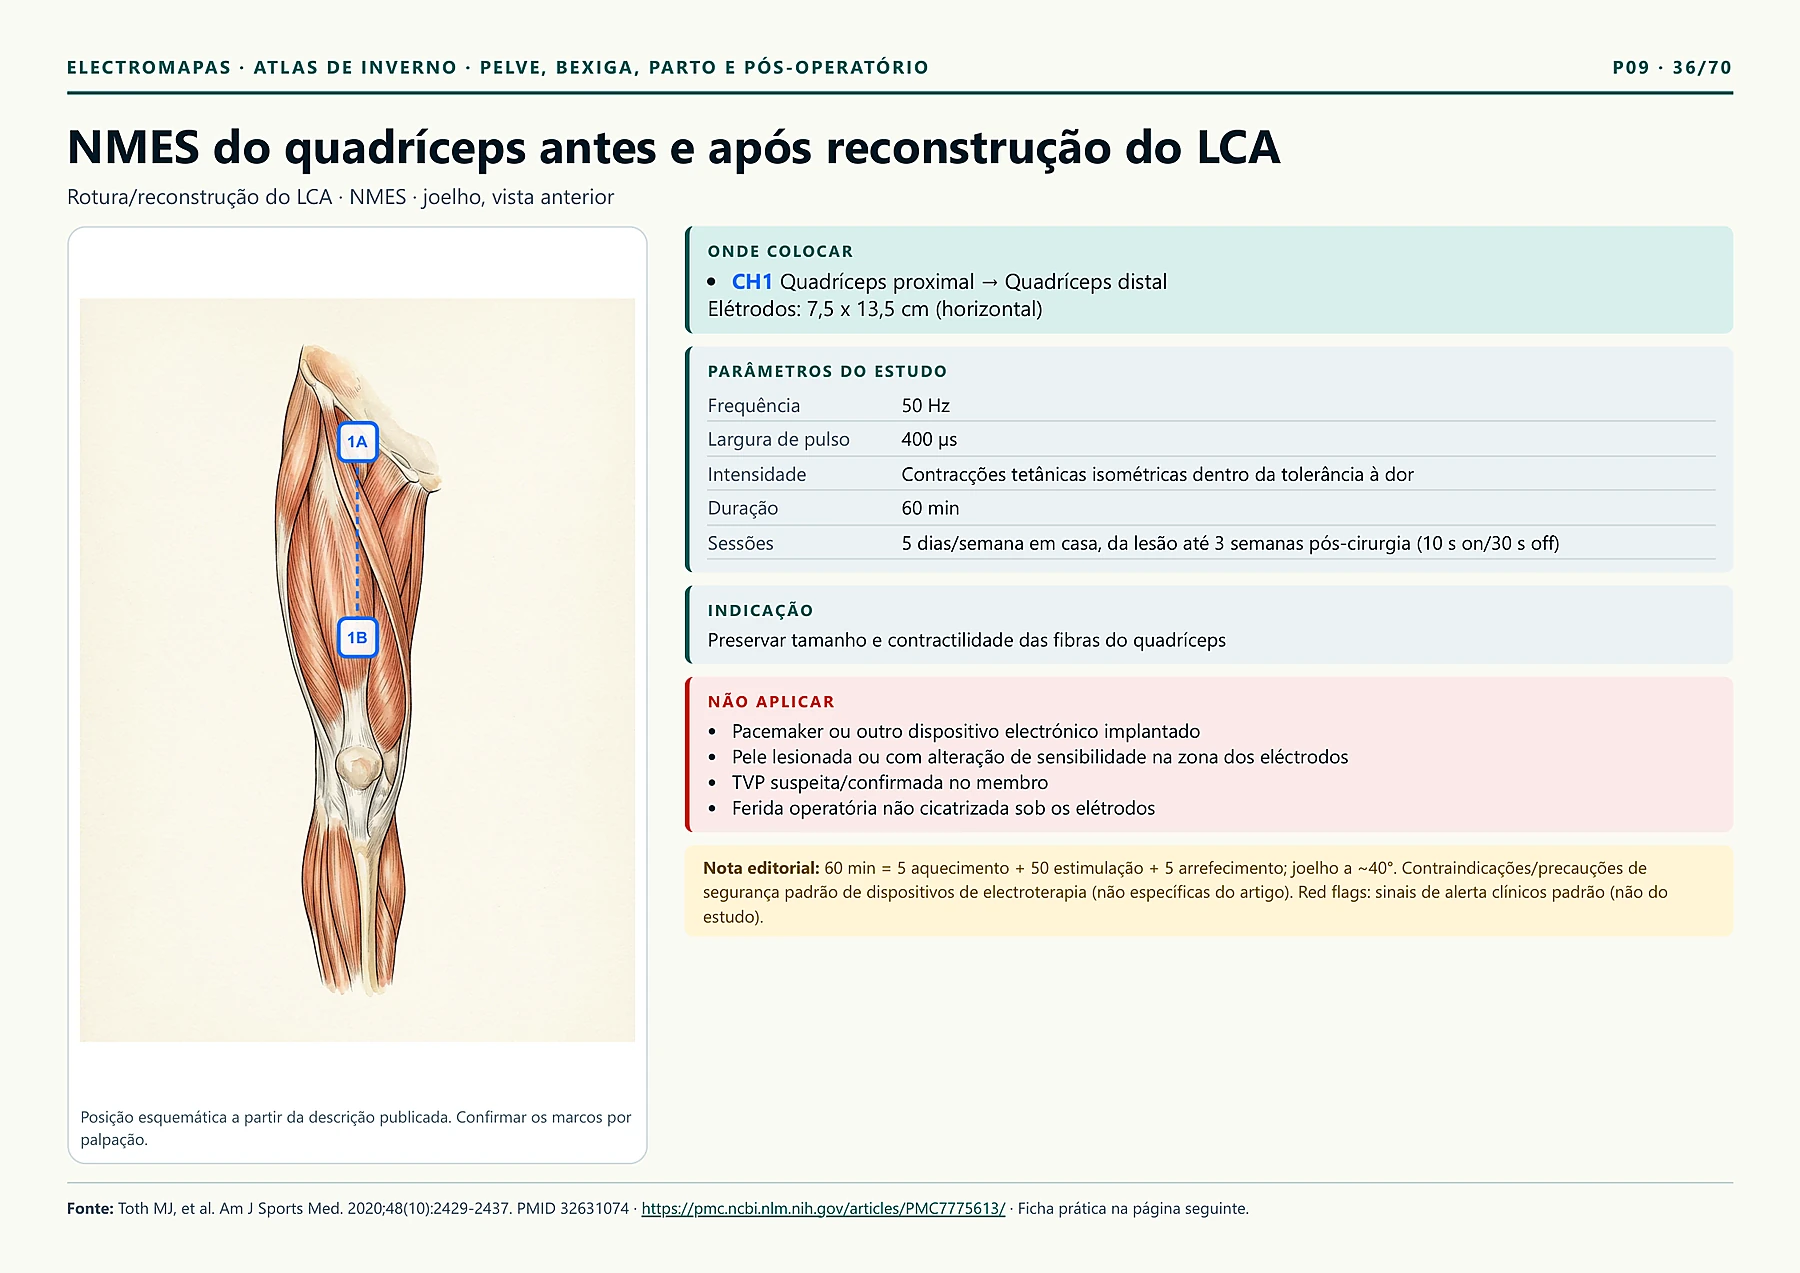 ELECTROMAPAS · ATLAS DE INVERNO · PELVE, BEXIGA, PARTO E PÓS-OPERATÓRIO
P09 · 36/70
NMES do quadríceps antes e após reconstrução do LCA
Rotura/reconstrução do LCA · NMES · joelho, vista anterior
1A
1B
Posição esquemática a partir da descrição publicada. Confirmar os marcos por
palpação.
ONDE COLOCAR
• CH1 Quadríceps proximal → Quadríceps distal
Elétrodos: 7,5 x 13,5 cm (horizontal)
PARÂMETROS DO ESTUDO
Frequência 50 Hz
Largura de pulso 400 µs
Intensidade Contracções tetânicas isométricas dentro da tolerância à dor
Duração 60 min
Sessões 5 dias/semana em casa, da lesão até 3 semanas pós-cirurgia (10 s on/30 s off)
INDICAÇÃO
Preservar tamanho e contractilidade das fibras do quadríceps
NÃO APLICAR
• Pacemaker ou outro dispositivo electrónico implantado
• Pele lesionada ou com alteração de sensibilidade na zona dos eléctrodos
• TVP suspeita/confirmada no membro
• Ferida operatória não cicatrizada sob os elétrodos
Nota editorial: 60 min = 5 aquecimento + 50 estimulação + 5 arrefecimento; joelho a ~40°. Contraindicações/precauções de
segurança padrão de dispositivos de electroterapia (não específicas do artigo). Red flags: sinais de alerta clínicos padrão (não do
estudo).
Fonte: Toth MJ, et al. Am J Sports Med. 2020;48(10):2429-2437. PMID 32631074 · https://pmc.ncbi.nlm.nih.gov/articles/PMC7775613/ · Ficha prática na página seguinte.